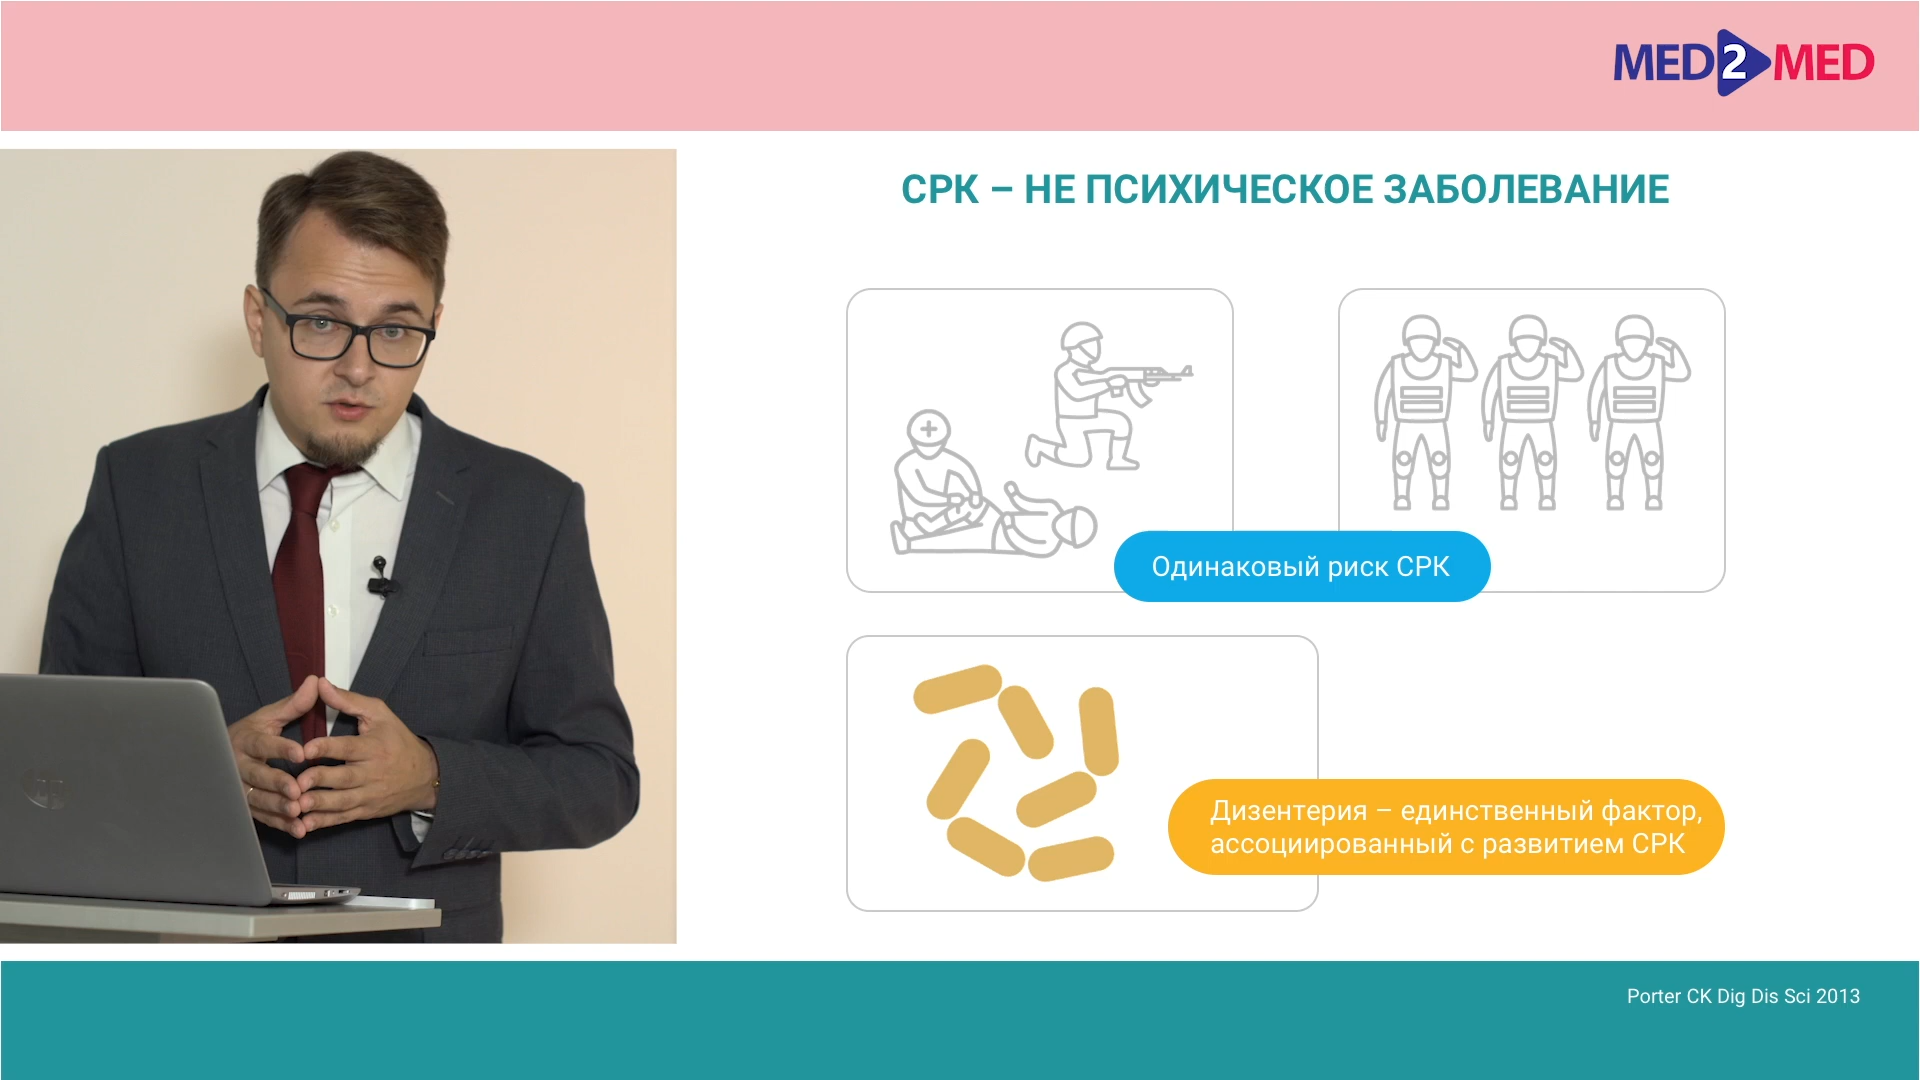 MED2MED
СРК – НЕ ПСИХИЧЕСКОЕ ЗАБОЛЕВАНИЕ
Одинаковый риск СРК
Дизентерия – единственный фактор,
ассоциированный с развитием СРК
Porter CK Dig Dis Sci 2013